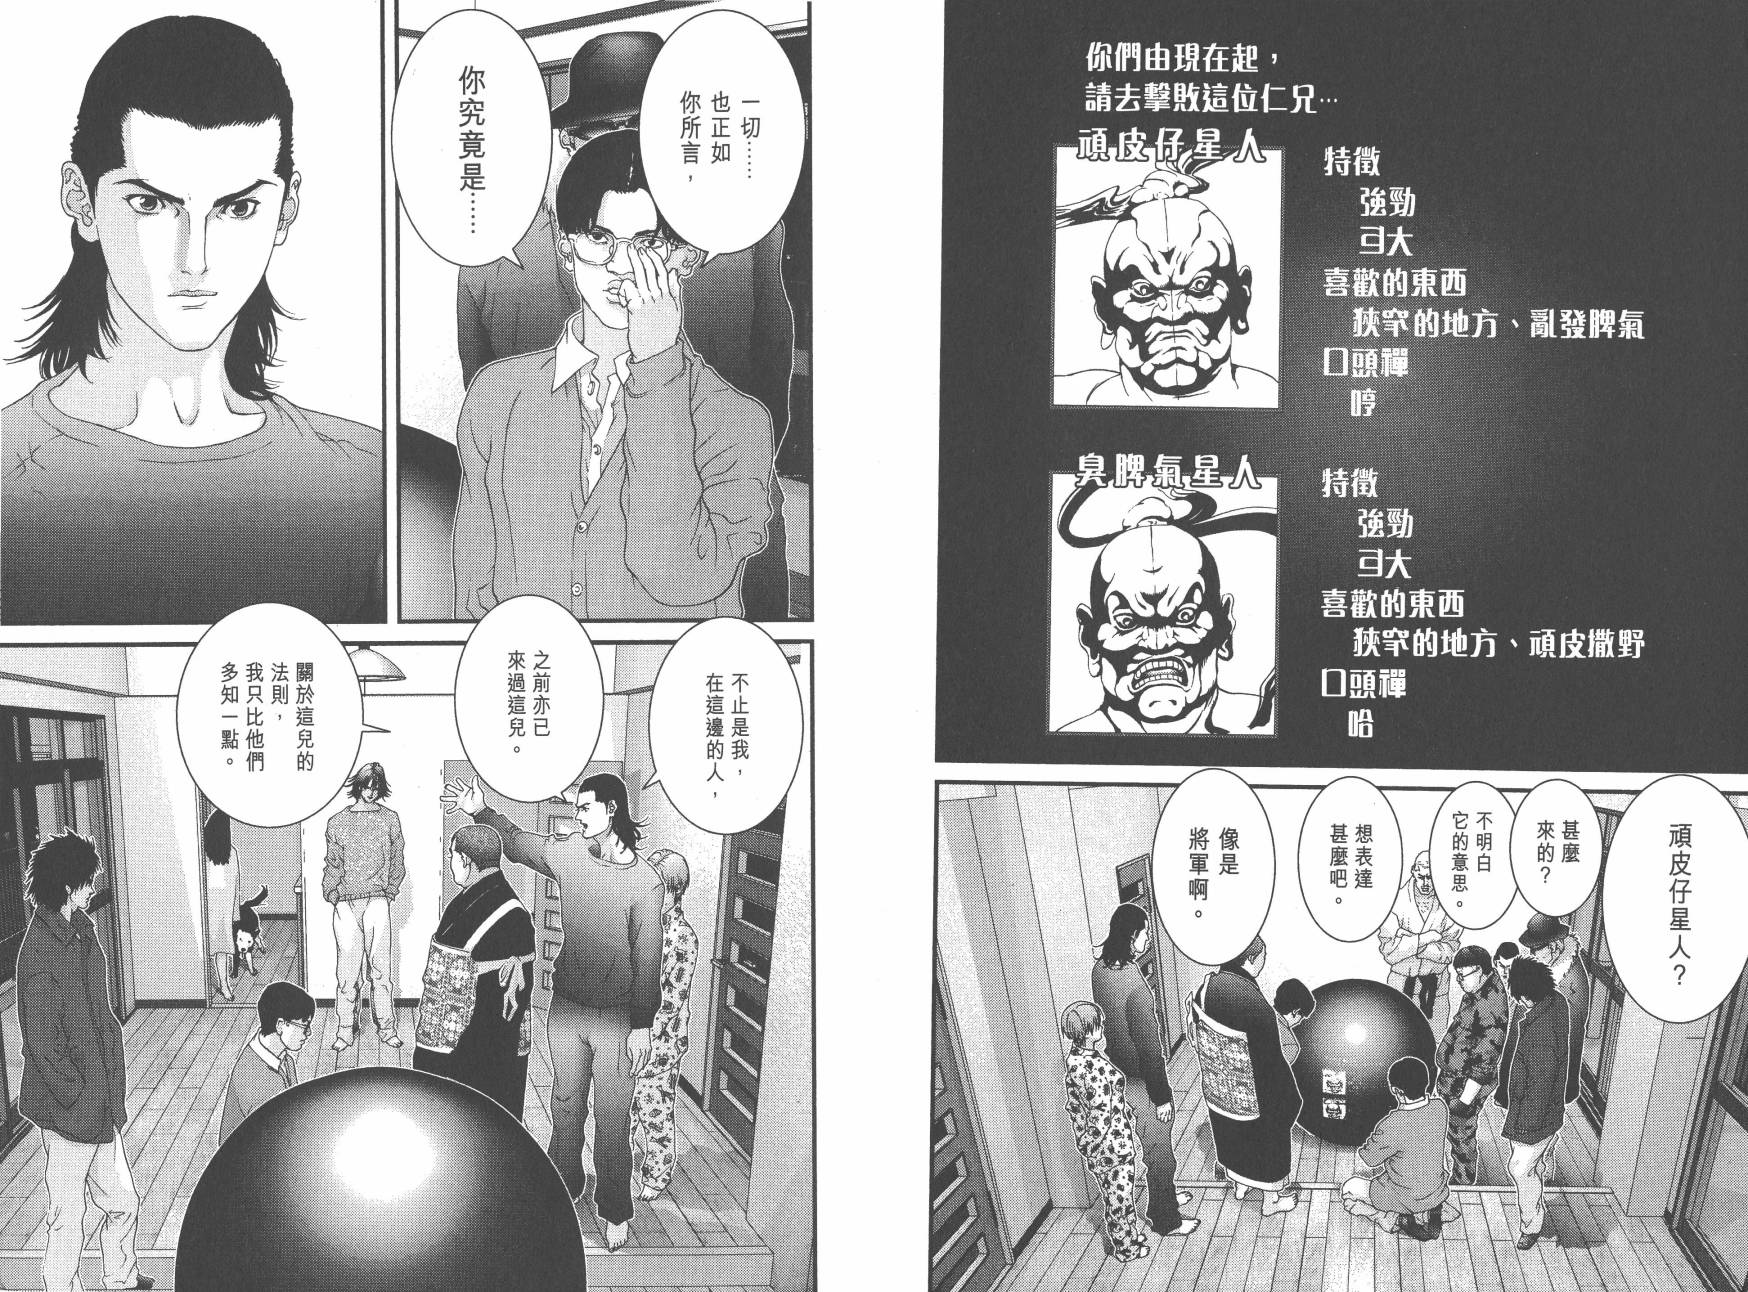 你們由現在起，
請去擊敗這位仁兄…
頑皮仔星人
特徵
強勁
ヨ大
喜歡的東西
狹窄的地方、亂發脾氣
口頭禪
哼
臭脾氣星人
特徵
強勁
ヨ大
喜歡的東西
狹窄的地方、頑皮撒野
口頭禪
哈
頑皮仔星人？
甚麼
來的？
不明白
它的意思。
想表達
甚麼吧。
像是
將軍啊。
一切……
也正如
你所言，
你究竟是……
不止是我，
在這邊的人，
之前亦已
來過這兒。
關於這兒的
法則，
我只比他們
多知一點。